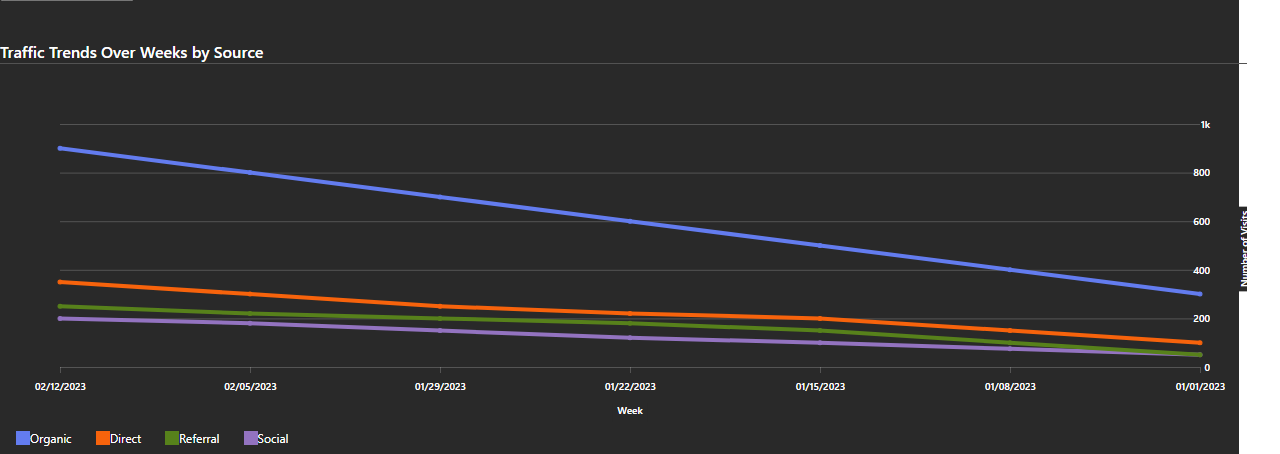 Traffic Trends Over Weeks by Source
1k
800
600
400
200
0
Number of Visits
02/12/2023 02/05/2023 01/29/2023 01/22/2023 01/15/2023 01/08/2023 01/01/2023
Week
Organic Direct Referral Social